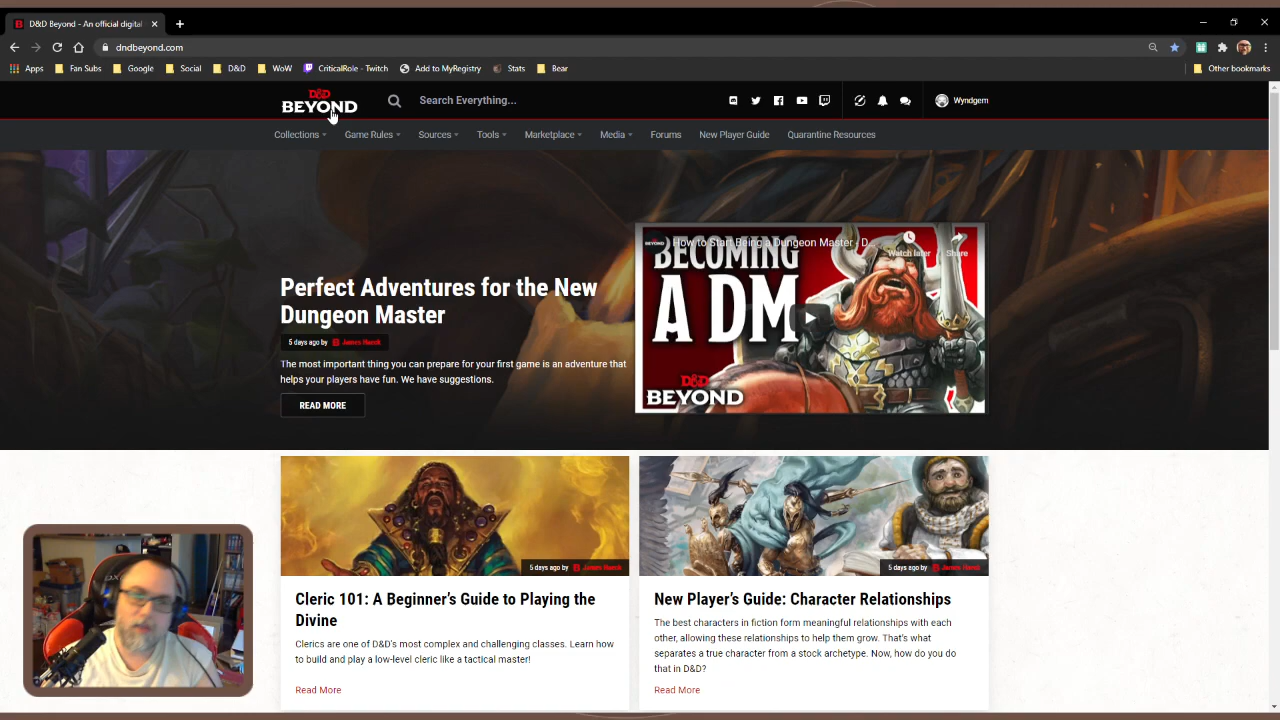 D&D Beyond - An official digital
dndbeyond.com
Apps Fan Subs Google Social D&D WoW CriticalRole - Twitch Add to MyRegistry Stats Bear Other bookmarks
D&D
BEYOND
Search Everything...
Wyndgem
Collections Game Rules Sources Tools Marketplace Media Forums New Player Guide Quarantine Resources
Perfect Adventures for the New
Dungeon Master
5 days ago by James Haeck
The most important thing you can prepare for your first game is an adventure that
helps your players have fun. We have suggestions.
READ MORE
BEYOND
How to Start Being a Dungeon Master - D...
Watch later
Share
BECOMING
A DM
D&D
BEYOND
5 days ago by James Haeck
Cleric 101: A Beginner's Guide to Playing the
Divine
Clerics are one of D&D's most complex and challenging classes. Learn how
to build and play a low-level cleric like a tactical master!
Read More
5 days ago by James Haeck
New Player's Guide: Character Relationships
The best characters in fiction form meaningful relationships with each
other, allowing these relationships to help them grow. That's what
separates a true character from a stock archetype. Now, how do you do
that in D&D?
Read More